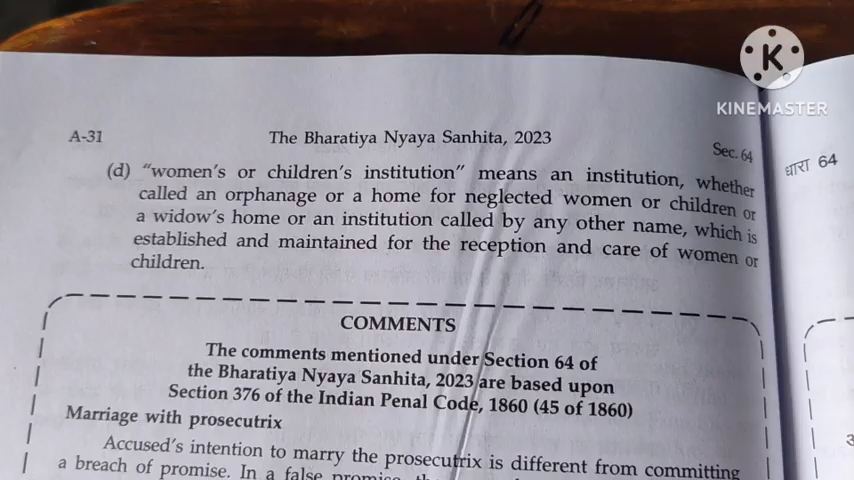 K
KINEMASTER
A-31 The Bharatiya Nyaya Sanhita, 2023 Sec. 64
(d) “women’s or children’s institution” means an institution, whether
called an orphanage or a home for neglected women or children or
a widow’s home or an institution called by any other name, which is
established and maintained for the reception and care of women or
children.
COMMENTS
The comments mentioned under Section 64 of
the Bharatiya Nyaya Sanhita, 2023 are based upon
Section 376 of the Indian Penal Code, 1860 (45 of 1860)
Marriage with prosecutrix
Accused’s intention to marry the prosecutrix is different from committing
a breach of promise. In a false promise,
धारा 64